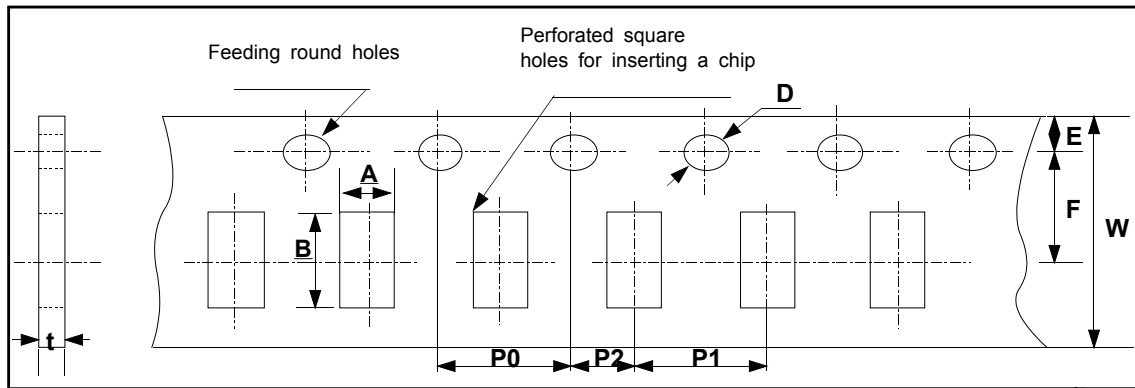 Feeding round holes
Perforated square
holes for inserting a chip
D
E
A
F
W
B
t
P0
P2
P1